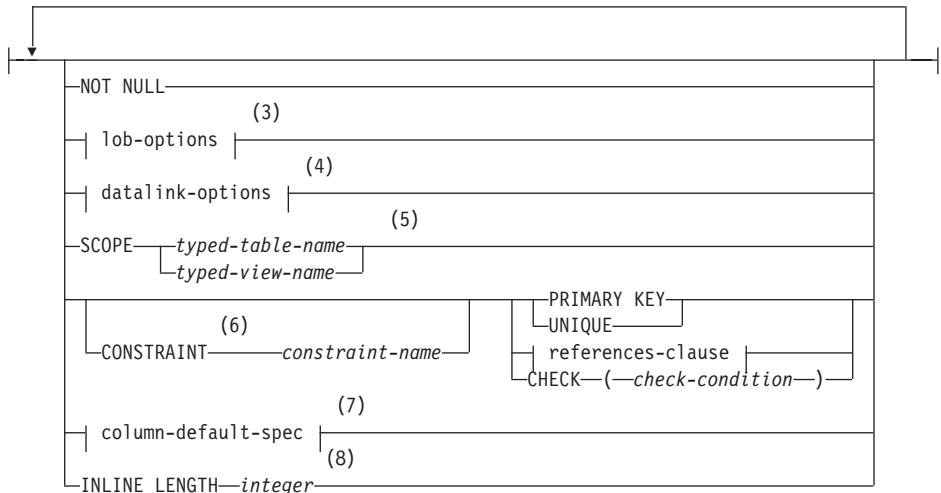 NOT NULL
(3)
lob-options
(4)
datalink-options
(5)
SCOPE typed-table-name
typed-view-name
PRIMARY KEY
(6) UNIQUE
CONSTRAINT constraint-name references-clause
CHECK ( check-condition )
(7)
column-default-spec
(8)
INLINE LENGTH integer